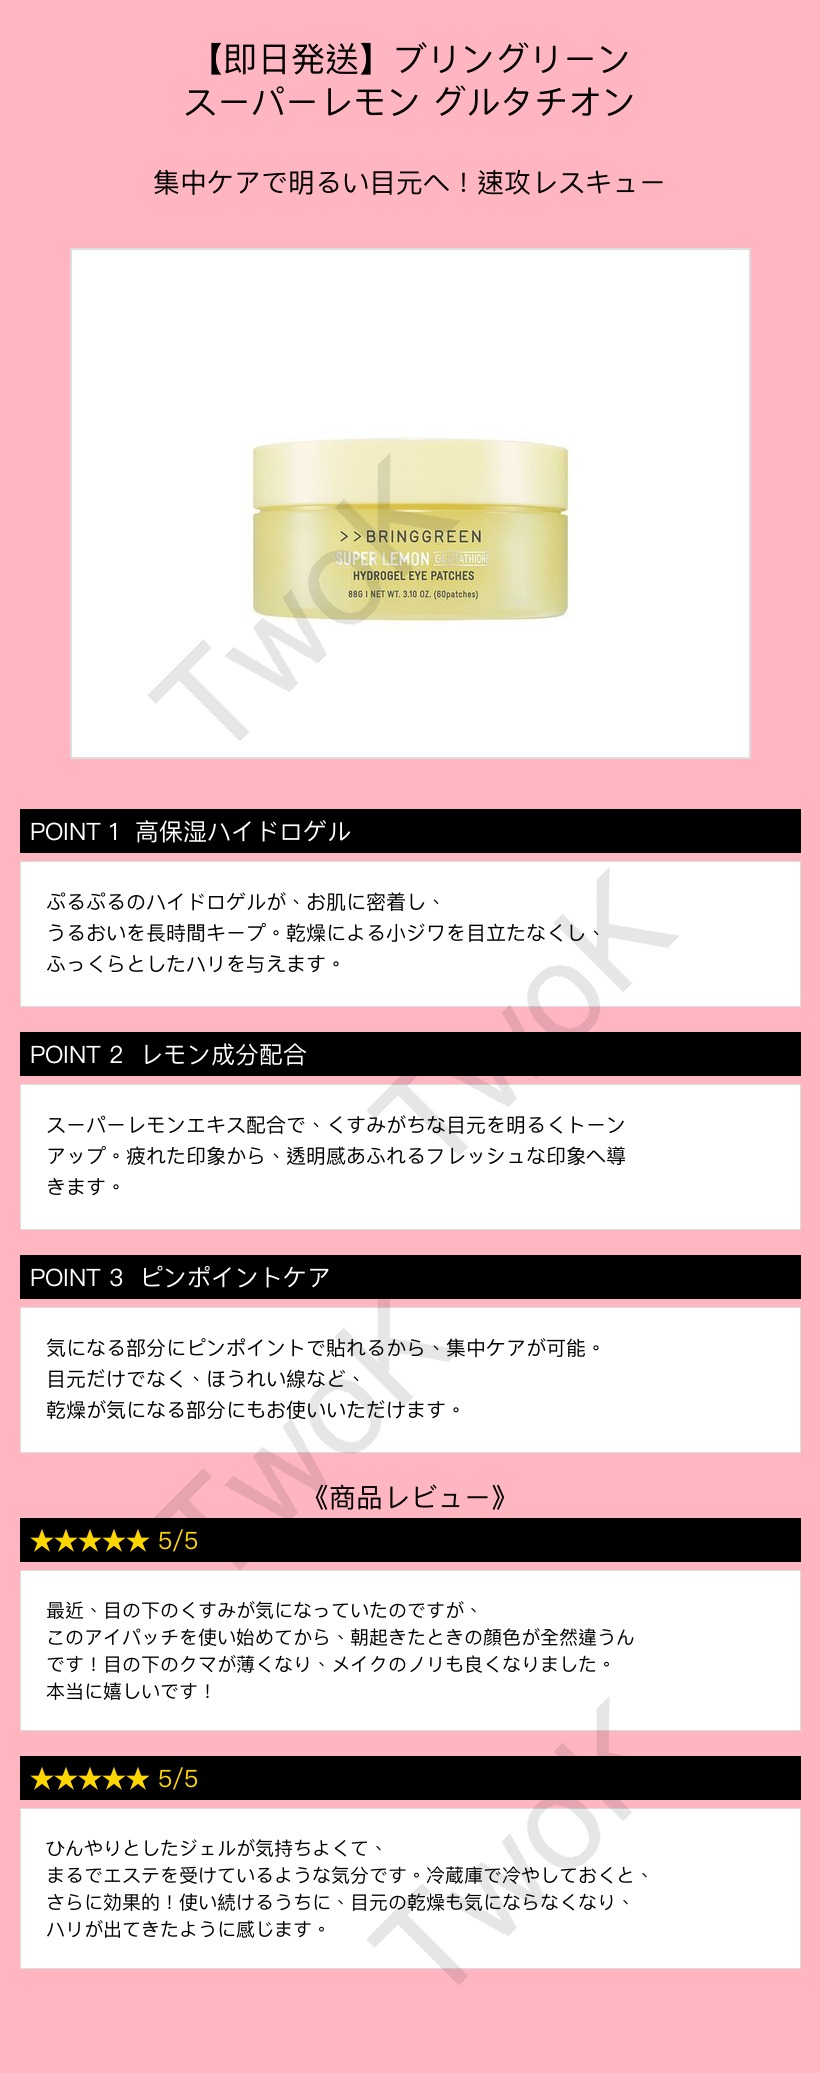 【即日発送】ブリングリーン
スーパーレモン グルタチオン
集中ケアで明るい目元へ！速攻レスキュー
>>BRINGGREEN
SUPER LEMON GLUTATHIONE
HYDROGEL EYE PATCHES
88G I NET WT. 3.10 OZ. (60patches)
TwoK
POINT 1 高保湿ハイドロゲル
ぷるぷるのハイドロゲルが、お肌に密着し、
うるおいを長時間キープ。乾燥による小ジワを目立たなくし、
ふっくらとしたハリを与えます。
TwoK
POINT 2 レモン成分配合
スーパーレモンエキス配合で、くすみがちな目元を明るくトーン
アップ。疲れた印象から、透明感あふれるフレッシュな印象へ導
きます。
POINT 3 ピンポイントケア
気になる部分にピンポイントで貼れるから、集中ケアが可能。
目元だけでなく、ほうれい線など、
乾燥が気になる部分にもお使いいただけます。
TwoK
《商品レビュー》
★★★★★ 5/5
最近、目の下のくすみが気になっていたのですが、
このアイパッチを使い始めてから、朝起きたときの顔色が全然違うん
です！目の下のクマが薄くなり、メイクのノリも良くなりました。
本当に嬉しいです！
★★★★★ 5/5
ひんやりとしたジェルが気持ちよくて、
まるでエステを受けているような気分です。冷蔵庫で冷やしておくと、
さらに効果的！使い続けるうちに、目元の乾燥も気にならなくなり、
ハリが出てきたように感じます。
TwoK